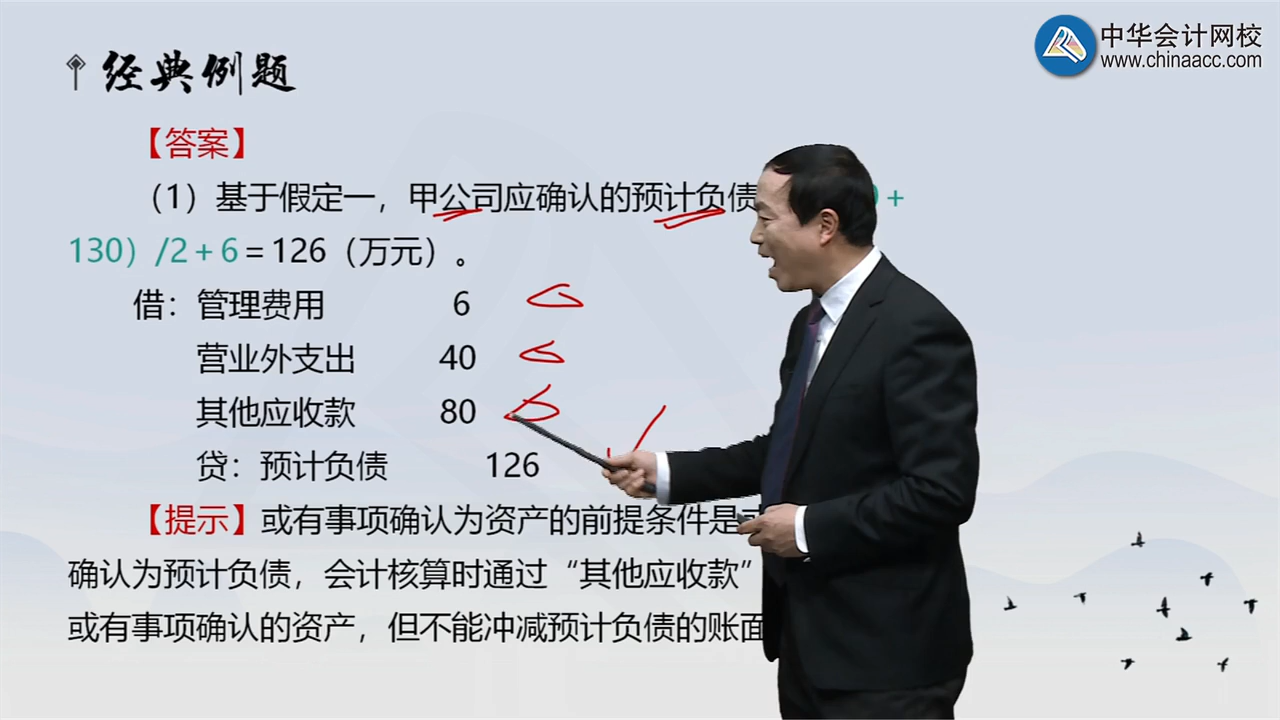 中华会计网校
www.chinaacc.com
经典例题
【答案】
（1）基于假定一，甲公司应确认的预计负债 0＋
130）/2＋6＝126（万元）。
借：管理费用 6
营业外支出 40
其他应收款 80
贷：预计负债 126
【提示】或有事项确认为资产的前提条件是
确认为预计负债，会计核算时通过“其他应收款”
或有事项确认的资产，但不能冲减预计负债的账面